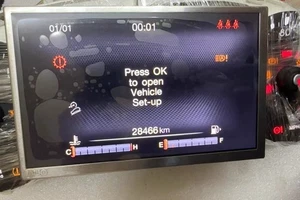 01/01 00:01
Press OK
to open
Vehicle
Set-up
28466 km
C H E F